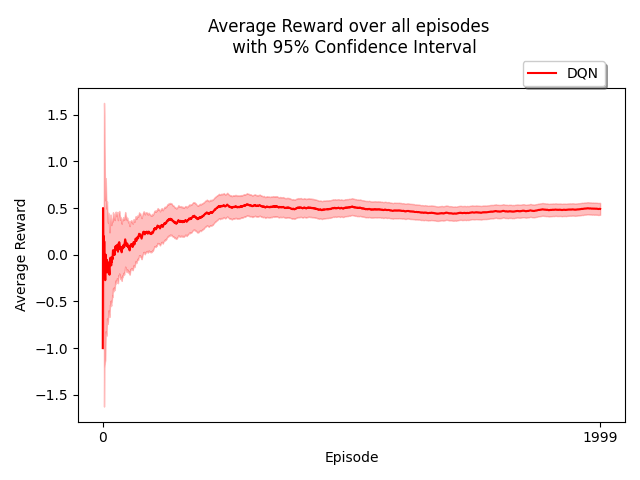 Average Reward over all episodes
with 95% Confidence Interval
DQN
1.5
1.0
0.5
0.0
−0.5
−1.0
−1.5
Average Reward
0
1999
Episode